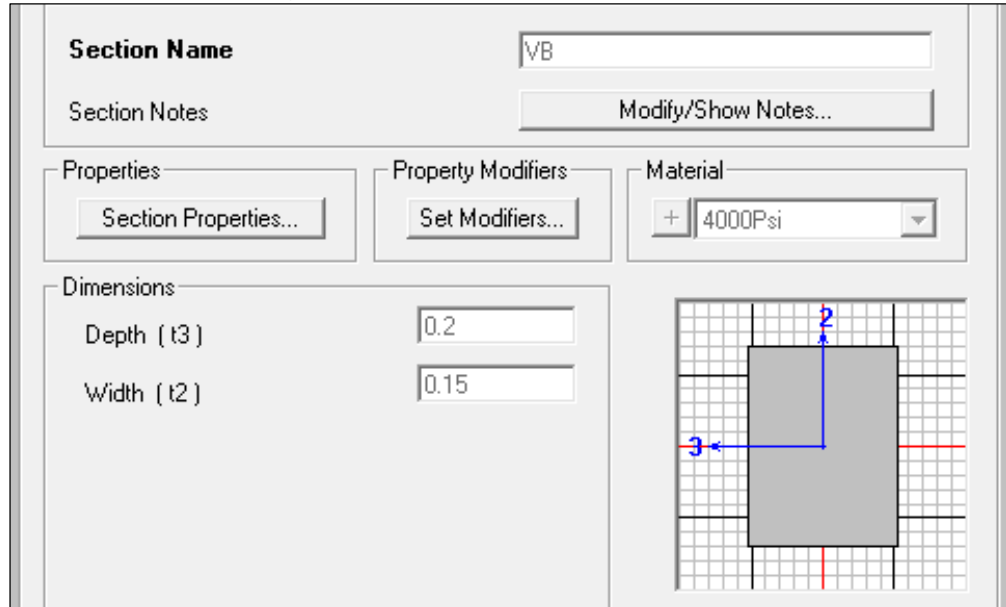 Section Name VB
Section Notes Modify/Show Notes...
Properties Property Modifiers Material
Section Properties... Set Modifiers... + 4000Psi
Dimensions
Depth ( t3 ) 0.2
Width ( t2 ) 0.15
2
3